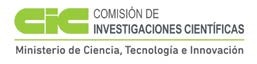 CIC COMISIÓN DE
INVESTIGACIONES CIENTÍFICAS
Ministerio de Ciencia, Tecnología e Innovación